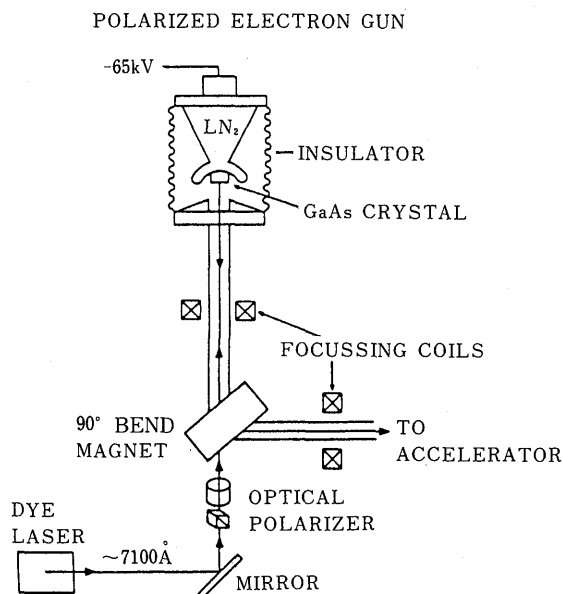 POLARIZED ELECTRON GUN
-65kV
LN₂
INSULATOR
GaAs CRYSTAL
FOCUSSING COILS
90° BEND
MAGNET
TO
ACCELERATOR
OPTICAL
POLARIZER
DYE
LASER
~7100Å
MIRROR